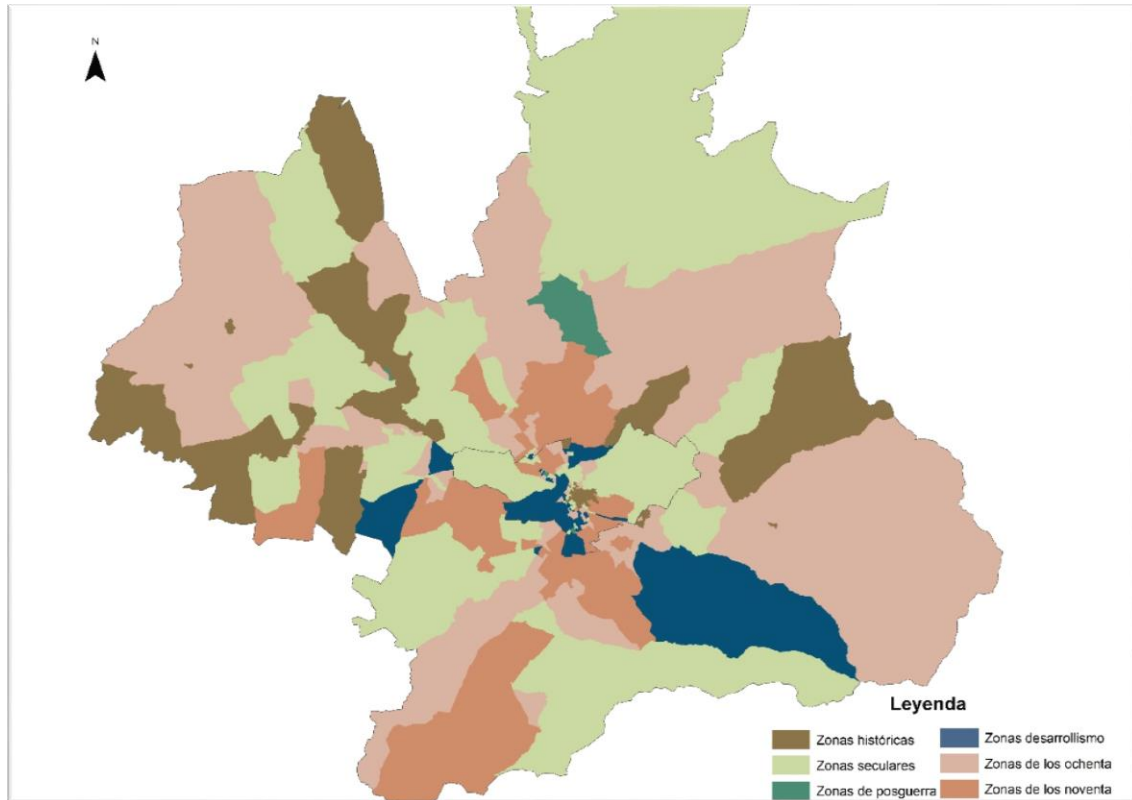 N
Leyenda
Zonas históricas
Zonas seculares
Zonas de posguerra
Zonas desarrollismo
Zonas de los ochenta
Zonas de los noventa